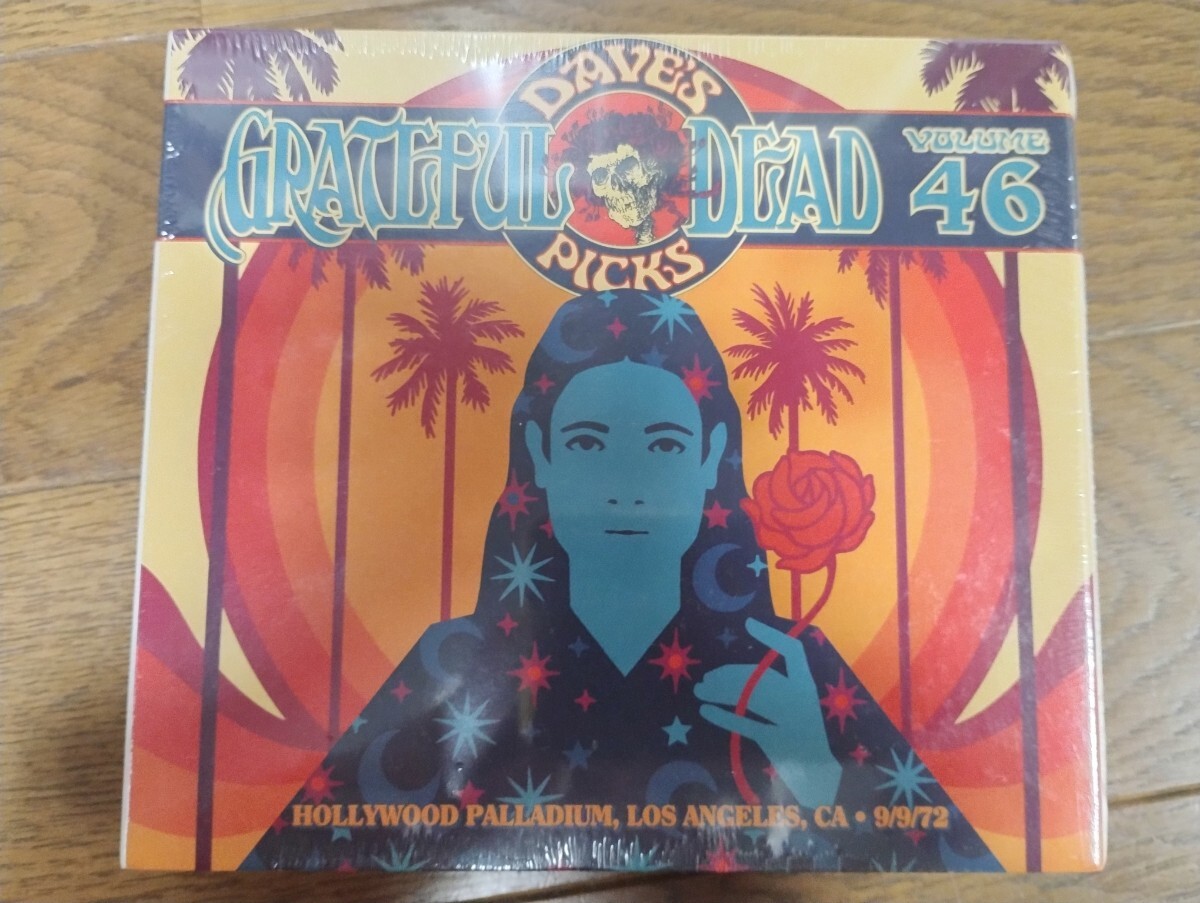 DAVE'S
GRATEFUL DEAD
PICKS
VOLUME
46
HOLLYWOOD PALLADIUM, LOS ANGELES, CA • 9/9/72